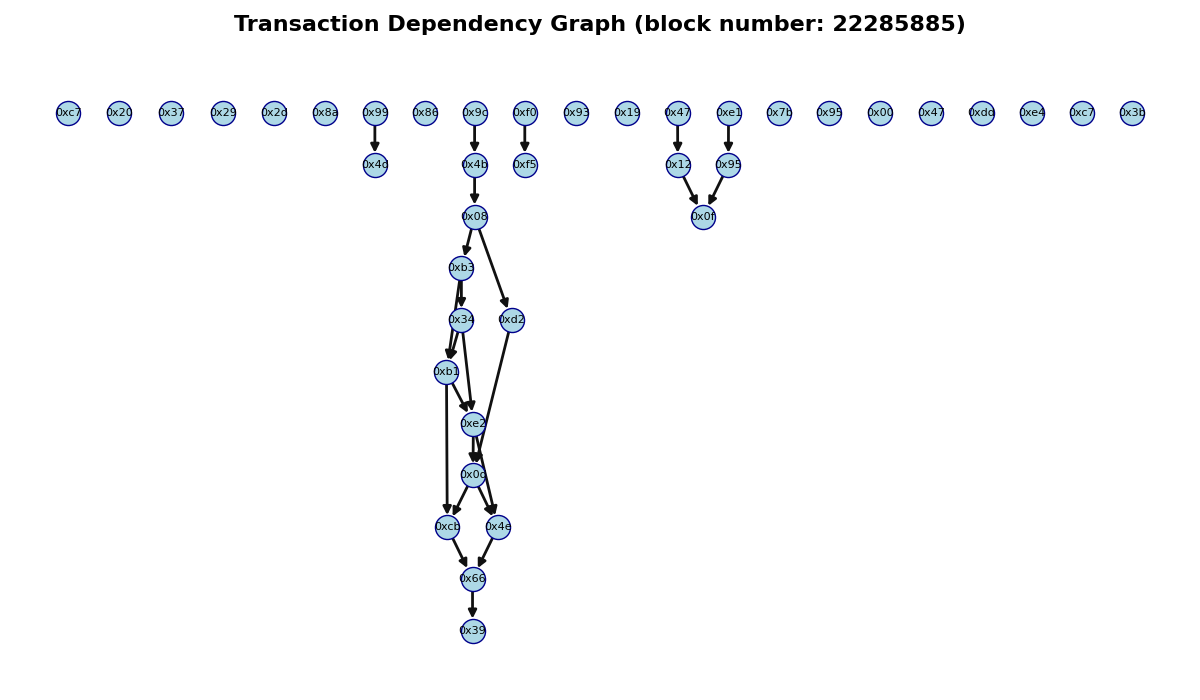 Transaction Dependency Graph (block number: 22285885)
0xc7 0x20 0x37 0x29 0x2d 0x8a 0x99 0x86 0x9c 0xf0 0x93 0x19 0x47 0xe1 0x7b 0x95 0x00 0x47 0xdd 0xe4 0xc7 0x3b
0x4d 0x4b 0xf5 0x12 0x95
0x08 0x0f
0xb3
0x34 0xd2
0xb1
0xe2
0xcb 0x4e
0x66
0x39